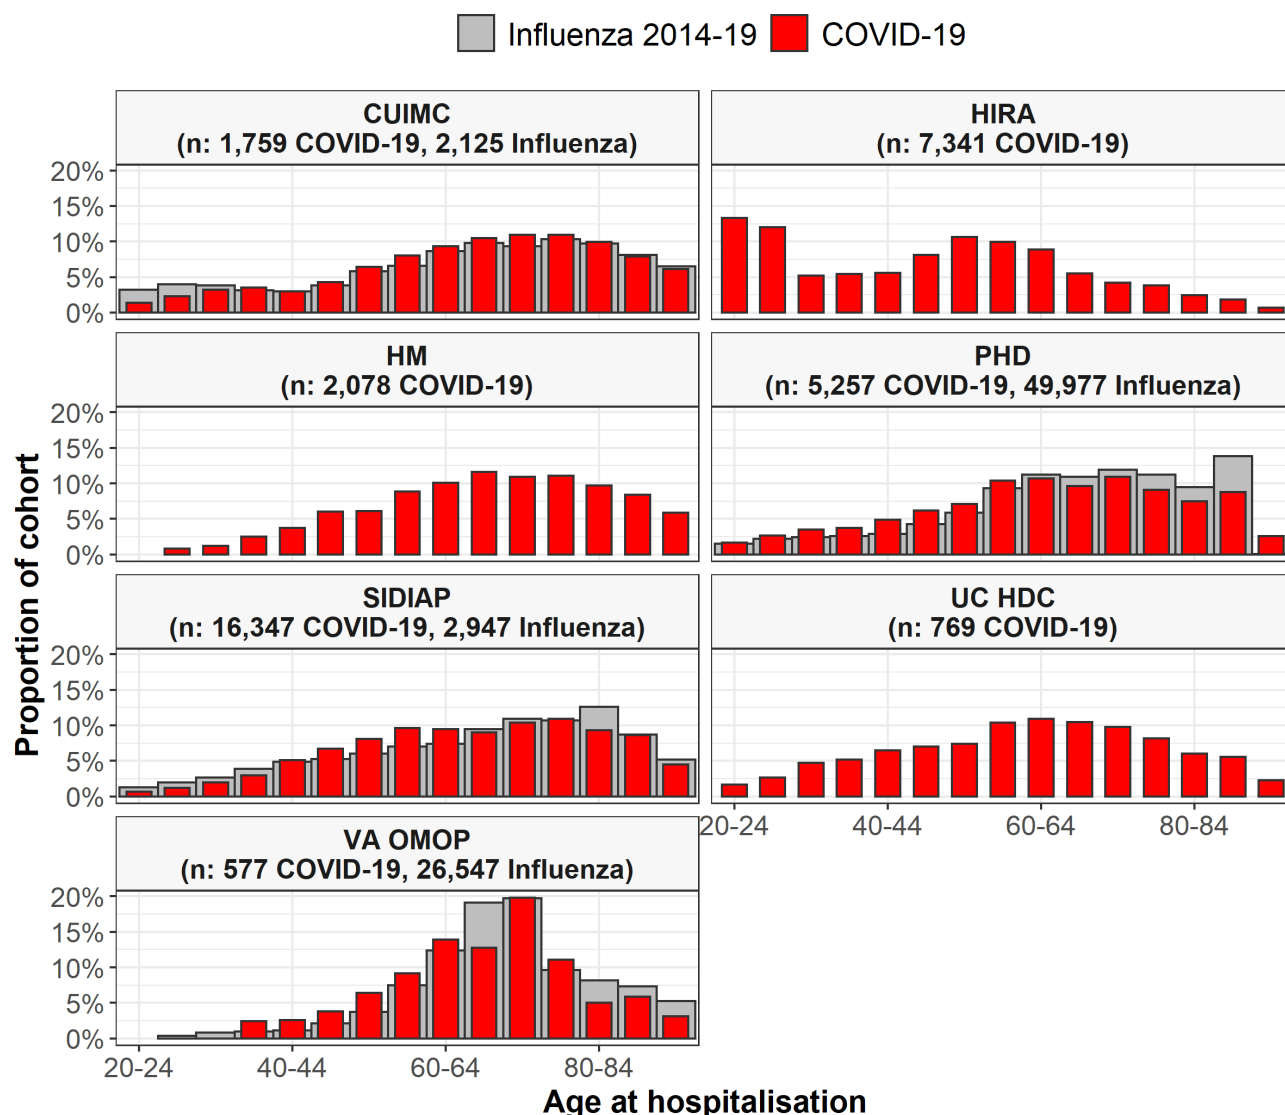 Influenza 2014-19 COVID-19
CUIMC
(n: 1,759 COVID-19, 2,125 Influenza)
HIRA
(n: 7,341 COVID-19)
20%
15%
10%
5%
0%
HM
(n: 2,078 COVID-19)
PHD
(n: 5,257 COVID-19, 49,977 Influenza)
20%
15%
10%
5%
0%
SIDIAP
(n: 16,347 COVID-19, 2,947 Influenza)
UC HDC
(n: 769 COVID-19)
20%
15%
10%
5%
0%
20-24 40-44 60-64 80-84
VA OMOP
(n: 577 COVID-19, 26,547 Influenza)
20%
15%
10%
5%
0%
20-24 40-44 60-64 80-84
Proportion of cohort
Age at hospitalisation